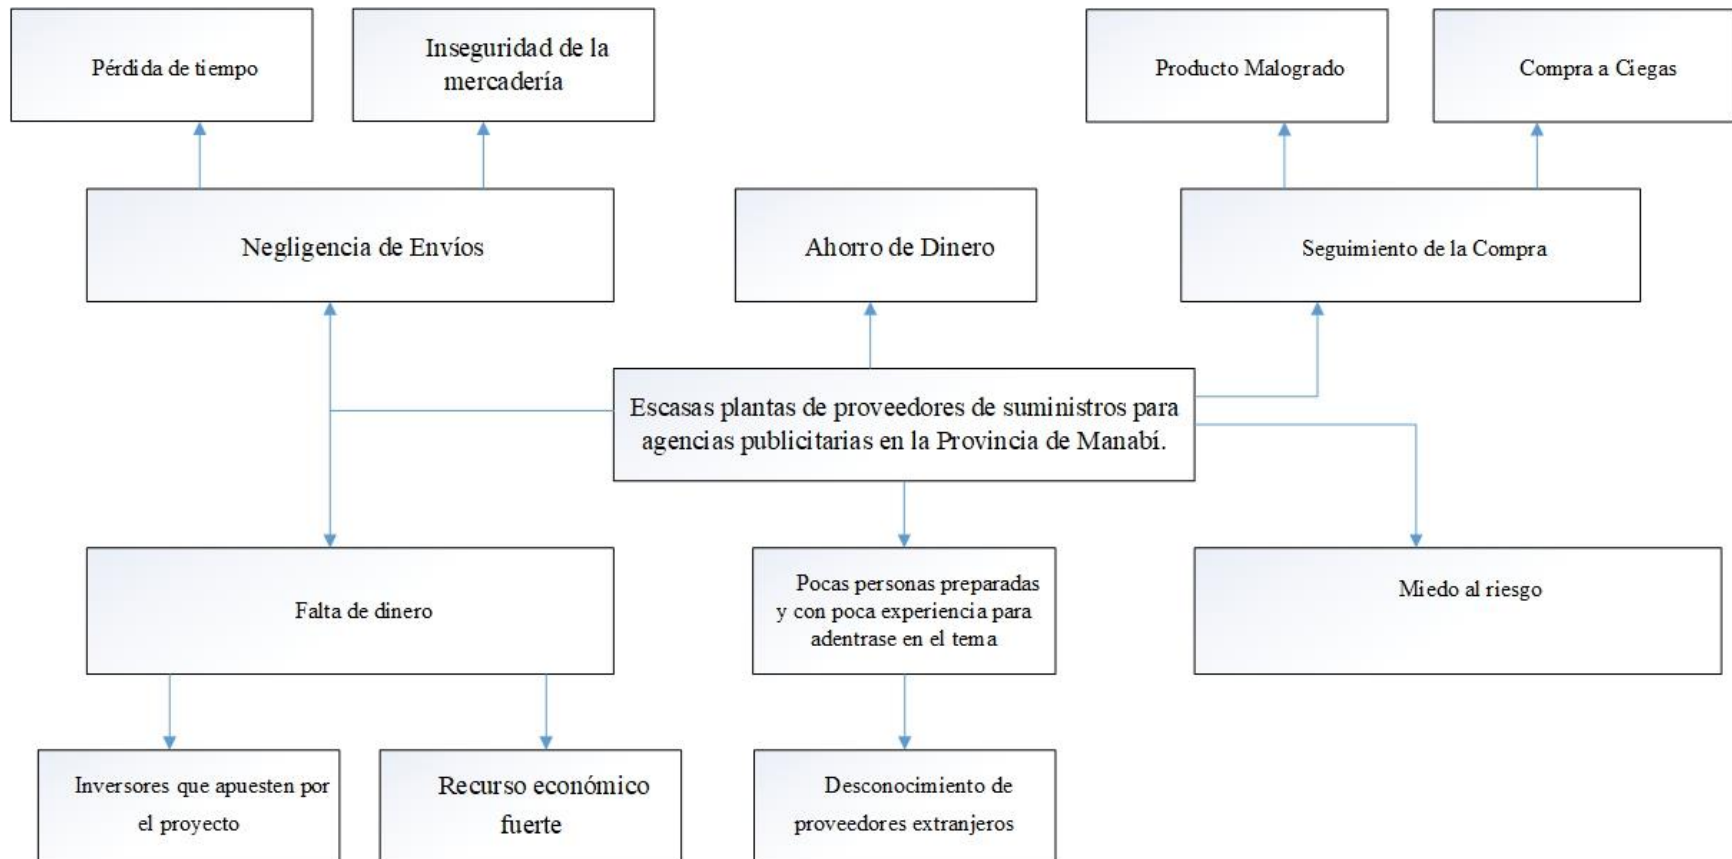 Pérdida de tiempo
Inseguridad de la
mercadería
Producto Malogrado
Compra a Ciegas
Negligencia de Envíos
Ahorro de Dinero
Seguimiento de la Compra
Escasas plantas de proveedores de suministros para
agencias publicitarias en la Provincia de Manabí.
Falta de dinero
Pocas personas preparadas
y con poca experiencia para
adentrase en el tema
Miedo al riesgo
Inversores que apuesten por
el proyecto
Recurso económico
fuerte
Desconocimiento de
proveedores extranjeros